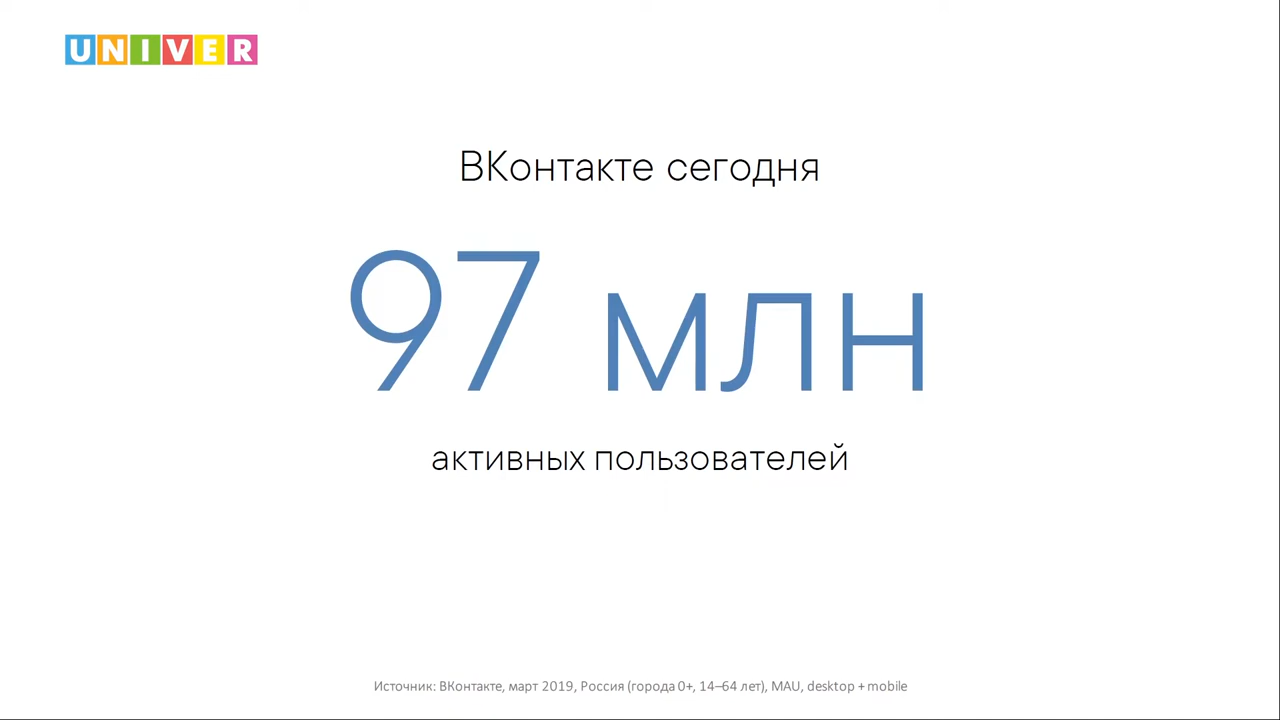 UNIVER
ВКонтакте сегодня
97 млн
активных пользователей
Источник: ВКонтакте, март 2019, Россия (города 0+, 14–64 лет), MAU, desktop + mobile